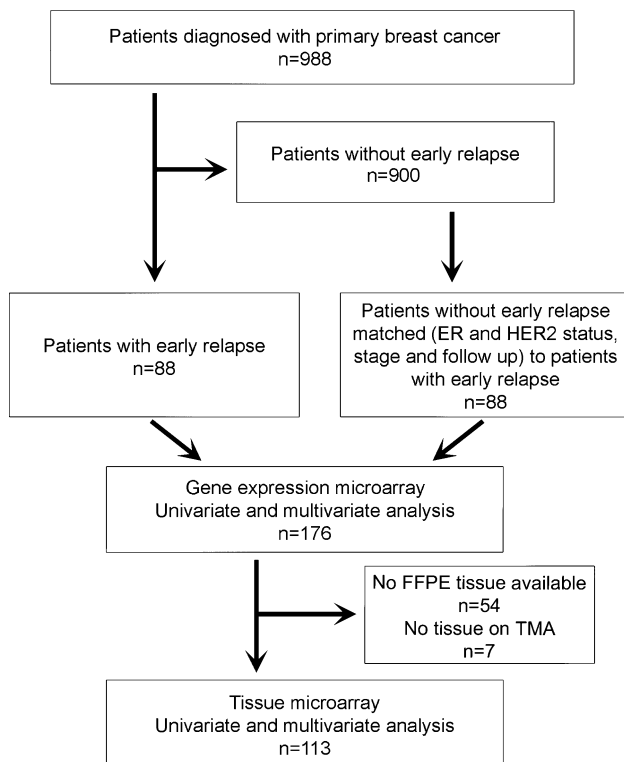 Patients diagnosed with primary breast cancer
n=988
Patients without early relapse
n=900
Patients with early relapse
n=88
Patients without early relapse
matched (ER and HER2 status,
stage and follow up) to patients
with early relapse
n=88
Gene expression microarray
Univariate and multivariate analysis
n=176
No FFPE tissue available
n=54
No tissue on TMA
n=7
Tissue microarray
Univariate and multivariate analysis
n=113